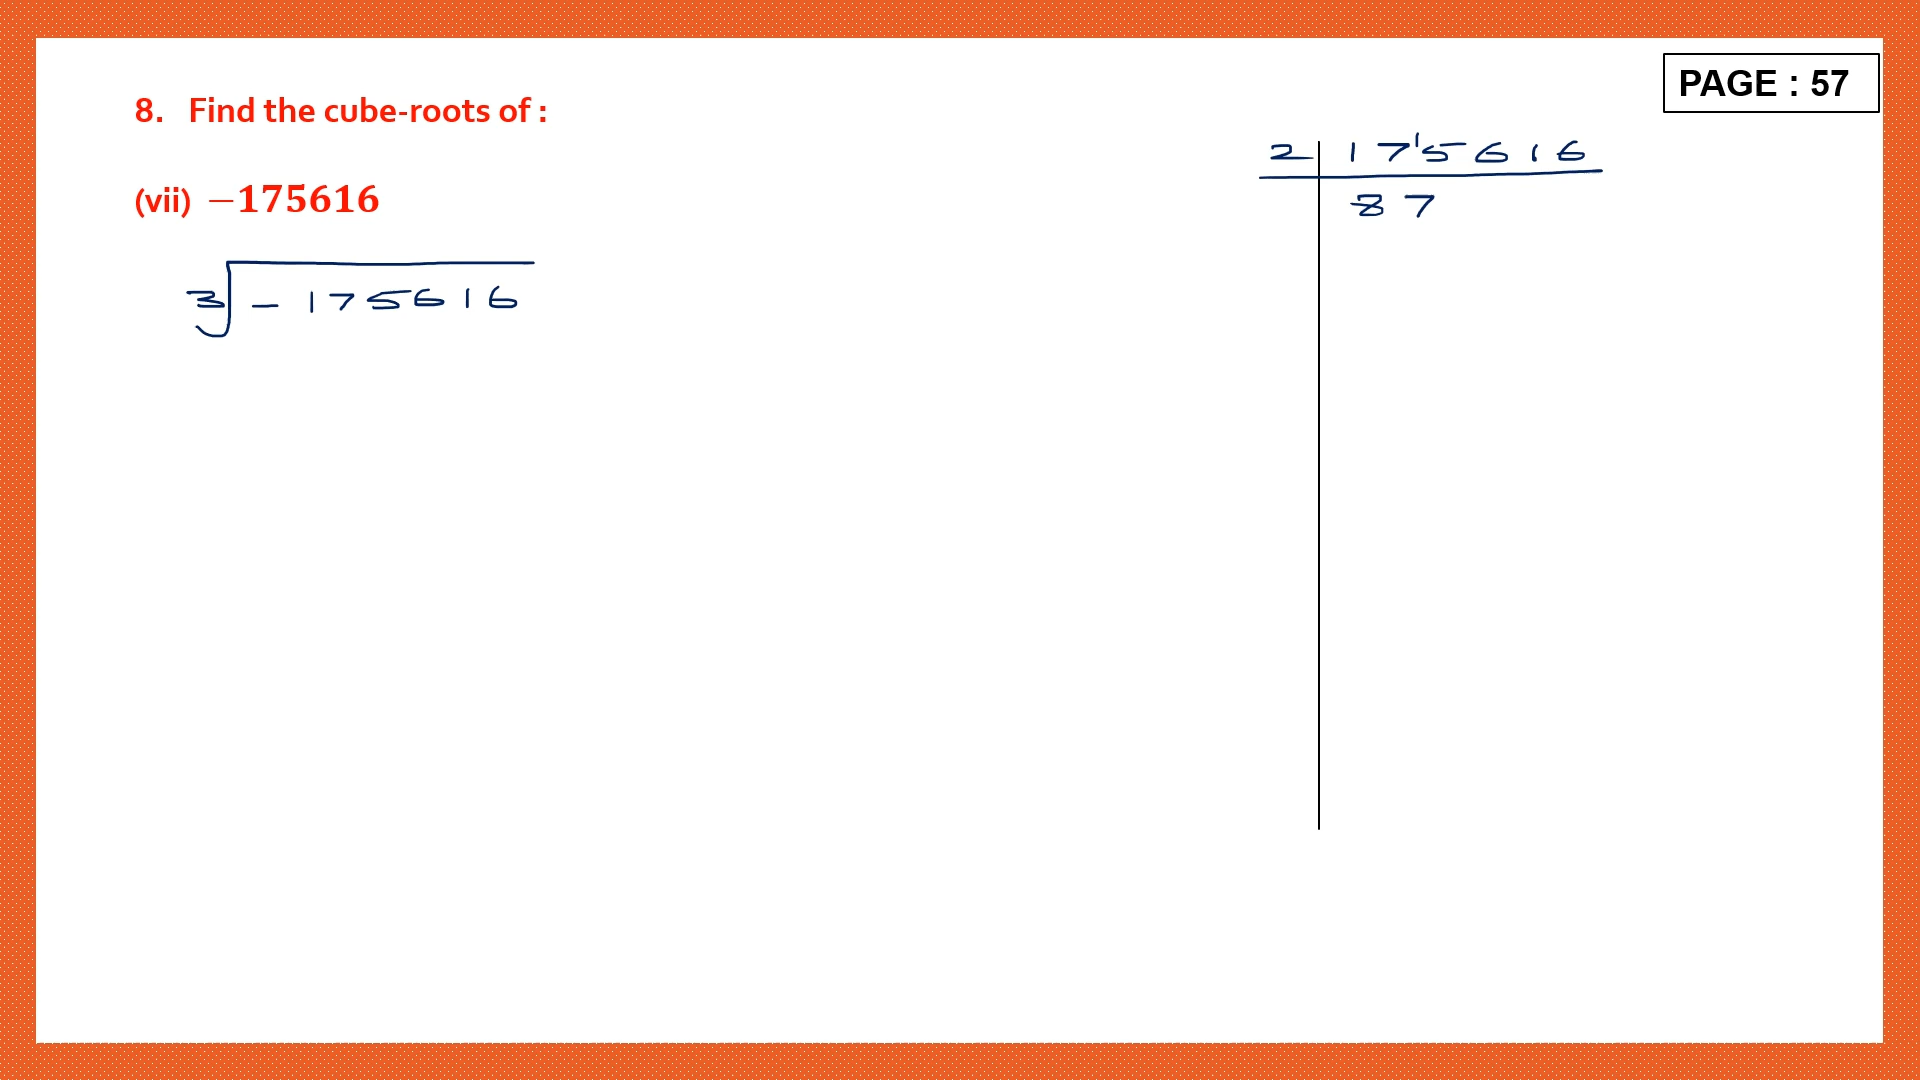 PAGE : 57
8. Find the cube-roots of :
(vii) −175616
3√ − 175616
2 | 17'5616
87